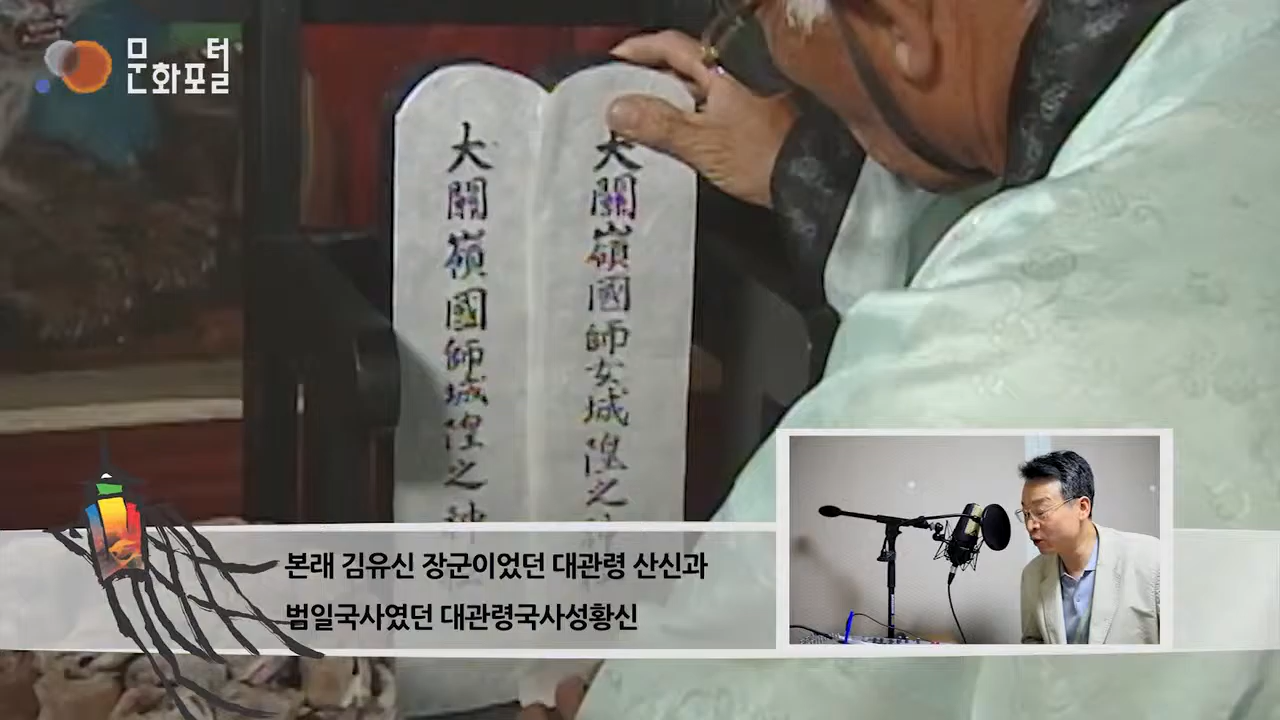 문화포털
大關嶺國師城隍之神
大關嶺國師女城隍之
본래 김유신 장군이었던 대관령 산신과
범일국사였던 대관령국사성황신